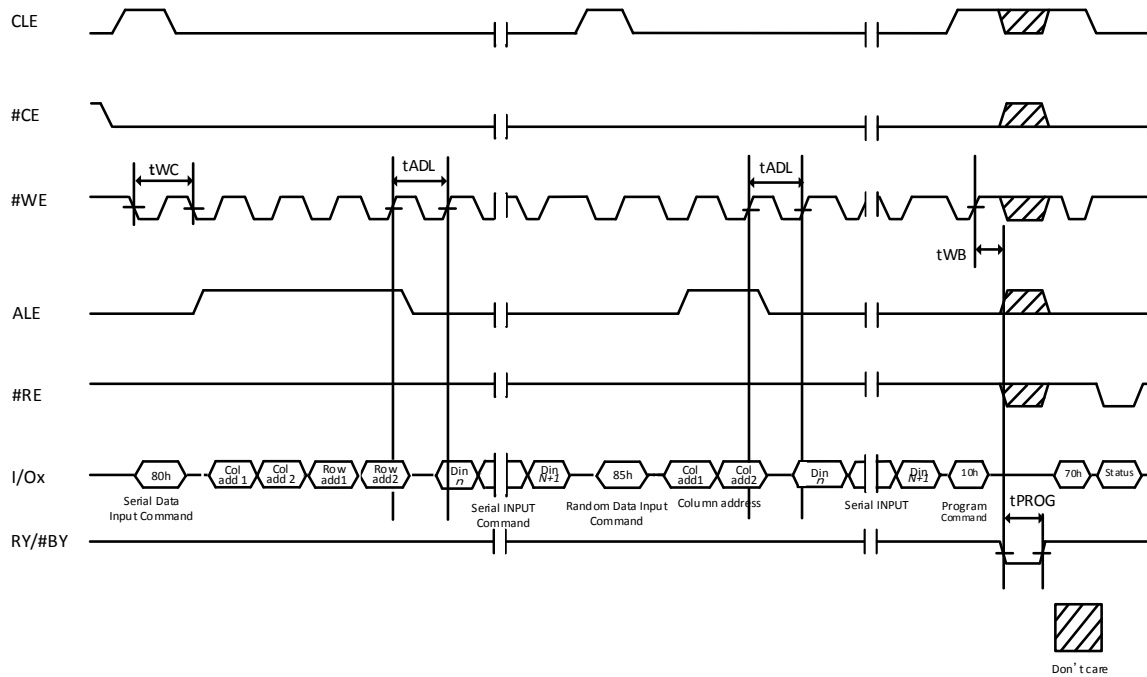 CLE
#CE
tWC
tADL
tADL
#WE
tWB
ALE
#RE
I/Ox
80h
Col
add 1
Col
add 2
Row
add1
Row
add2
Din
n
Din
N+1
85h
Col
add1
Col
add2
Din
n
Din
N+1
10h
70h
Status
Serial Data
Input Command
Serial INPUT
Command
Random Data Input
Command
Column address
Serial INPUT
Program
Command
tPROG
RY/#BY
Don't care